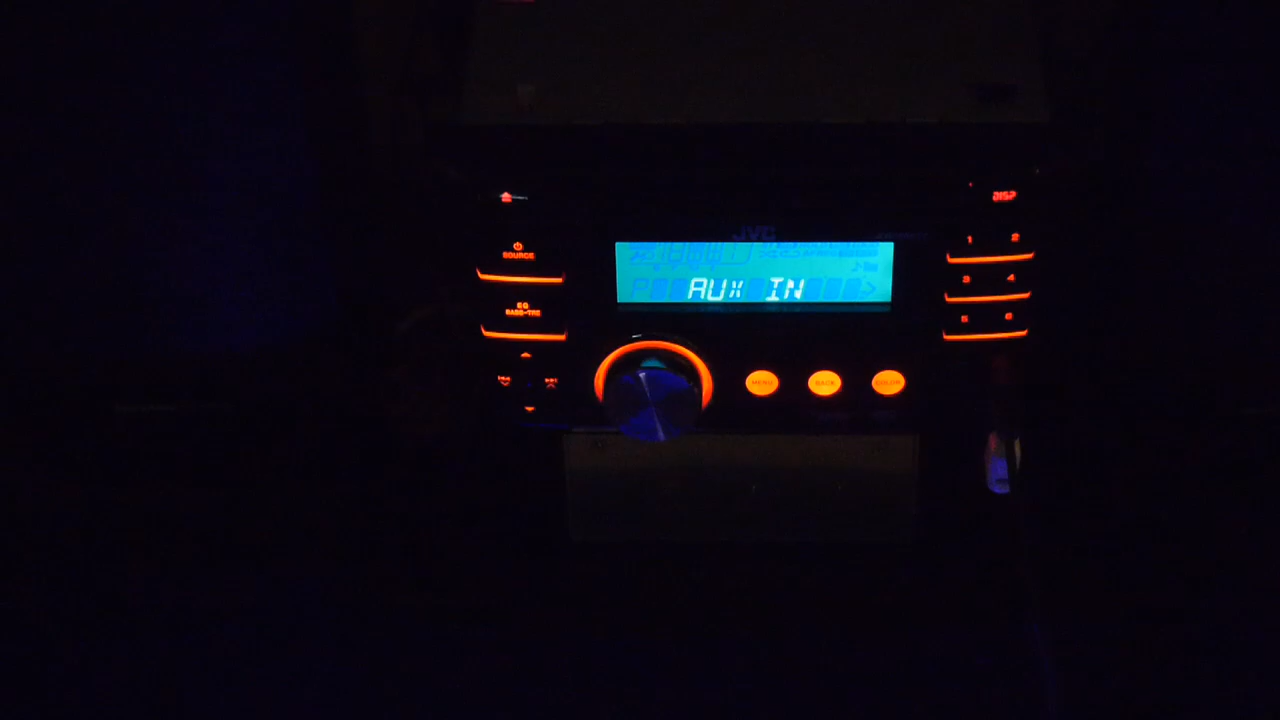 DISP
JVC
SOURCE
1 2
AUX IN
3 4
EQ
BASS-TRE
5 6
MENU
BACK
COLOR